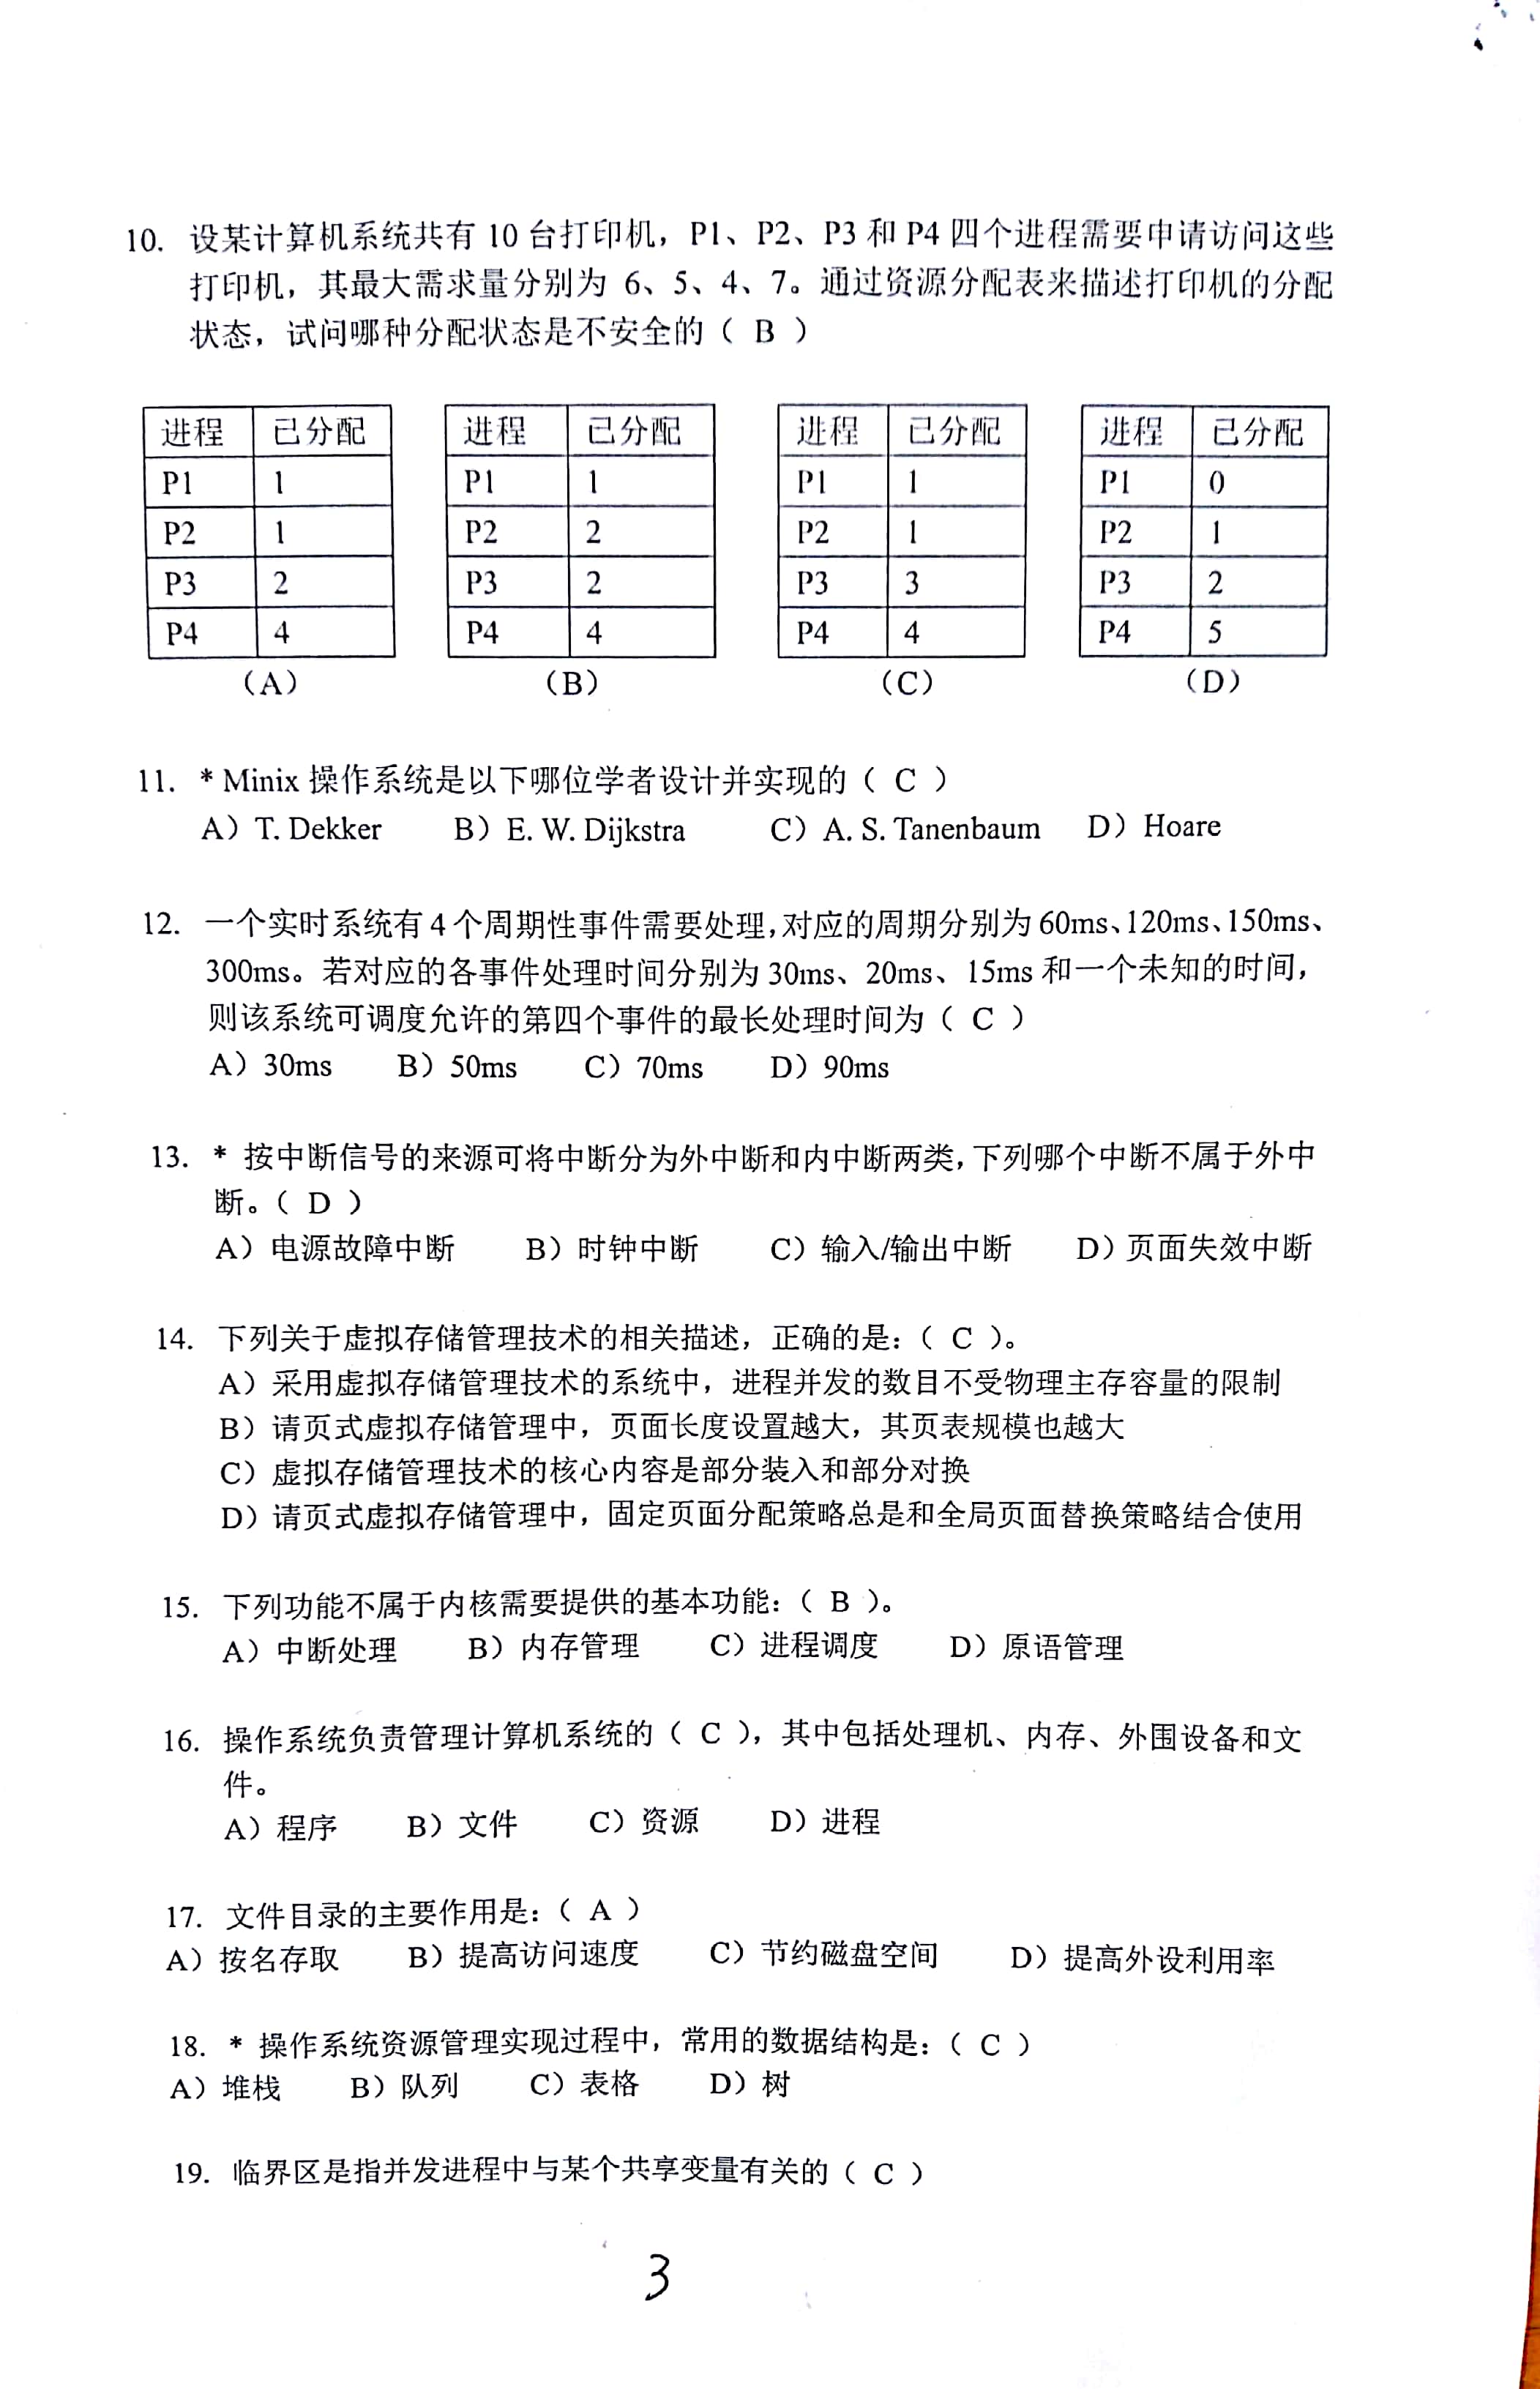 10. 设某计算机系统共有 10 台打印机，P1、P2、P3 和 P4 四个进程需要申请访问这些
打印机，其最大需求量分别为 6、5、4、7。通过资源分配表来描述打印机的分配
状态，试问哪种分配状态是不安全的（ B ）
进程 已分配 进程 已分配 进程 已分配 进程 已分配
P1 1 P1 1 P1 1 P1 0
P2 1 P2 2 P2 1 P2 1
P3 2 P3 2 P3 3 P3 2
P4 4 P4 4 P4 4 P4 5
（A） （B） （C） （D）
11. * Minix 操作系统是以下哪位学者设计并实现的（ C ）
A）T. Dekker B）E. W. Dijkstra C）A. S. Tanenbaum D）Hoare
12. 一个实时系统有 4 个周期性事件需要处理，对应的周期分别为 60ms、120ms、150ms、
300ms。若对应的各事件处理时间分别为 30ms、20ms、15ms 和一个未知的时间，
则该系统可调度允许的第四个事件的最长处理时间为（ C ）
A）30ms B）50ms C）70ms D）90ms
13. * 按中断信号的来源可将中断分为外中断和内中断两类，下列哪个中断不属于外中
断。（ D ）
A）电源故障中断 B）时钟中断 C）输入/输出中断 D）页面失效中断
14. 下列关于虚拟存储管理技术的相关描述，正确的是：（ C ）。
A）采用虚拟存储管理技术的系统中，进程并发的数目不受物理主存容量的限制
B）请页式虚拟存储管理中，页面长度设置越大，其页表规模也越大
C）虚拟存储管理技术的核心内容是部分装入和部分对换
D）请页式虚拟存储管理中，固定页面分配策略总是和全局页面替换策略结合使用
15. 下列功能不属于内核需要提供的基本功能：（ B ）。
A）中断处理 B）内存管理 C）进程调度 D）原语管理
16. 操作系统负责管理计算机系统的（ C ），其中包括处理机、内存、外围设备和文
件。
A）程序 B）文件 C）资源 D）进程
17. 文件目录的主要作用是：（ A ）
A）按名存取 B）提高访问速度 C）节约磁盘空间 D）提高外设利用率
18. * 操作系统资源管理实现过程中，常用的数据结构是：（ C ）
A）堆栈 B）队列 C）表格 D）树
19. 临界区是指并发进程中与某个共享变量有关的（ C ）
3